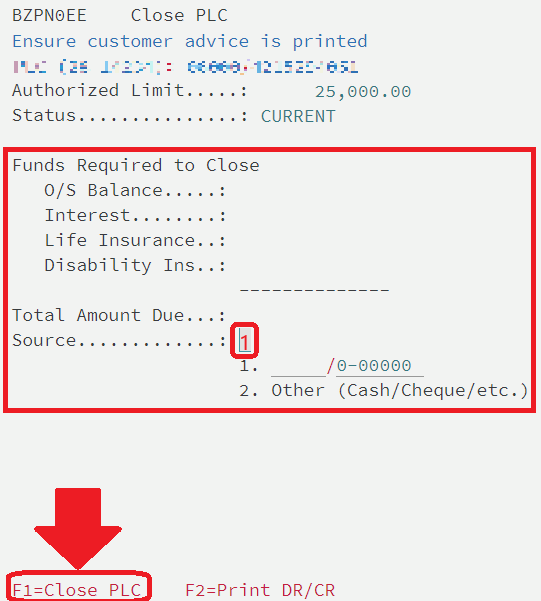 BZPN0EE Close PLC
Ensure customer advice is printed
Authorized Limit.....: 25,000.00
Status...............: CURRENT
Funds Required to Close
O/S Balance.....:
Interest........:
Life Insurance..:
Disability Ins..:
--------------
Total Amount Due...:
Source.............: 1
1. _____/0-00000
2. Other (Cash/Cheque/etc.)
F1=Close PLC F2=Print DR/CR